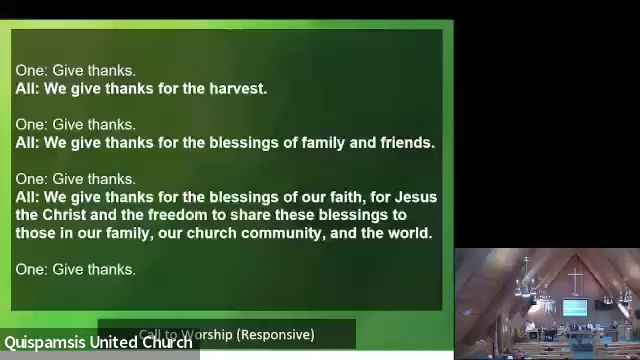 One: Give thanks.
All: We give thanks for the harvest.
One: Give thanks.
All: We give thanks for the blessings of family and friends.
One: Give thanks.
All: We give thanks for the blessings of our faith, for Jesus
the Christ and the freedom to share these blessings to
those in our family, our church community, and the world.
One: Give thanks.
Call to Worship (Responsive)
Quispamsis United Church